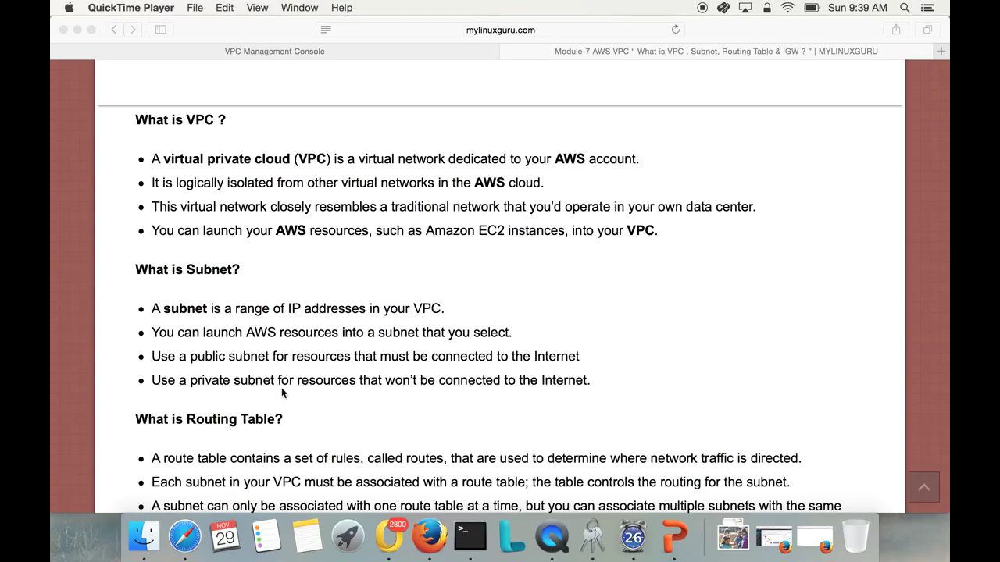 QuickTime Player File Edit View Window Help Sun 9:39 AM
mylinuxguru.com
VPC Management Console Module-7 AWS VPC “ What is VPC , Subnet, Routing Table & IGW ? ” | MYLINUXGURU
What is VPC ?
• A virtual private cloud (VPC) is a virtual network dedicated to your AWS account.
• It is logically isolated from other virtual networks in the AWS cloud.
• This virtual network closely resembles a traditional network that you’d operate in your own data center.
• You can launch your AWS resources, such as Amazon EC2 instances, into your VPC.
What is Subnet?
• A subnet is a range of IP addresses in your VPC.
• You can launch AWS resources into a subnet that you select.
• Use a public subnet for resources that must be connected to the Internet
• Use a private subnet for resources that won’t be connected to the Internet.
What is Routing Table?
• A route table contains a set of rules, called routes, that are used to determine where network traffic is directed.
• Each subnet in your VPC must be associated with a route table; the table controls the routing for the subnet.
• A subnet can only be associated with one route table at a time, but you can associate multiple subnets with the same
NOV
29
2800
26